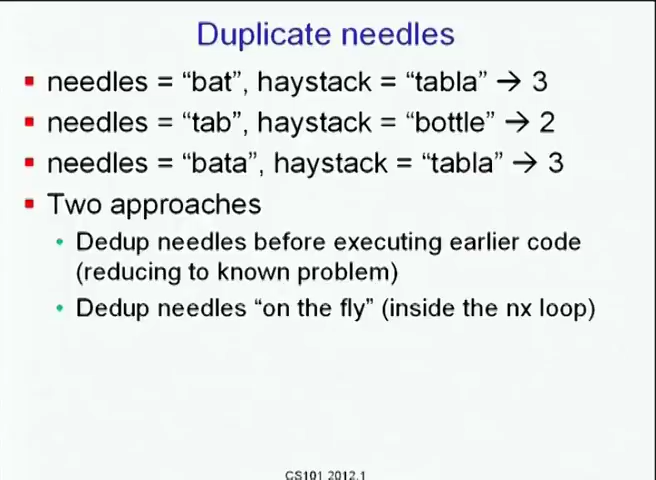 Duplicate needles
needles = “bat”, haystack = “tabla” → 3
needles = “tab”, haystack = “bottle” → 2
needles = “bata”, haystack = “tabla” → 3
Two approaches
Dedup needles before executing earlier code
(reducing to known problem)
Dedup needles “on the fly” (inside the nx loop)
CS101 2012.1